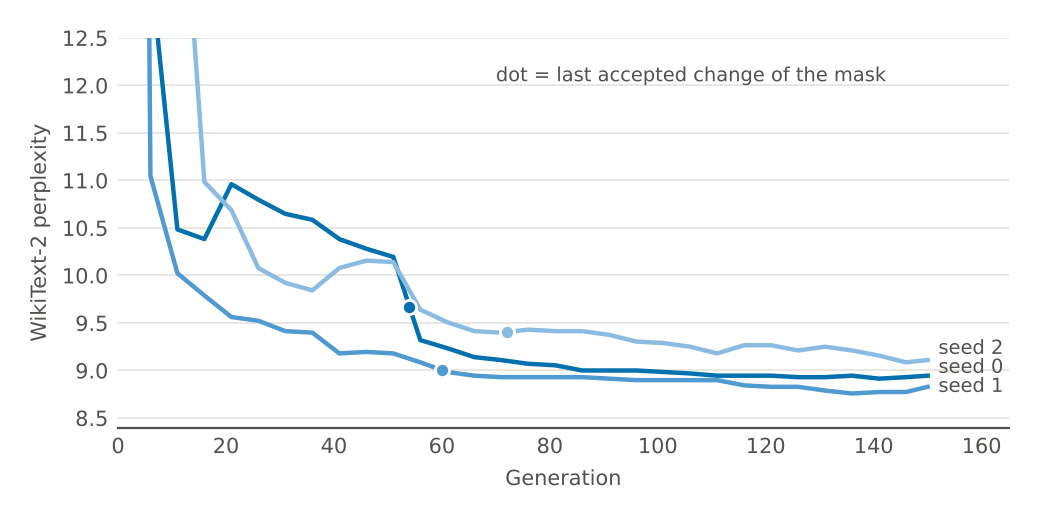 12.5
dot = last accepted change of the mask
12.0
11.5
11.0
10.5
10.0
9.5
9.0
8.5
WikiText-2 perplexity
seed 2
seed 0
seed 1
0 20 40 60 80 100 120 140 160
Generation